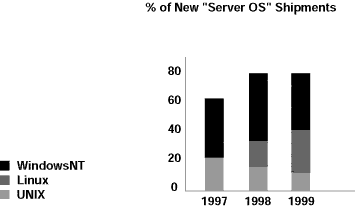 % of New "Server OS" Shipments
80
60
40
20
0
1997 1998 1999
WindowsNT
Linux
UNIX